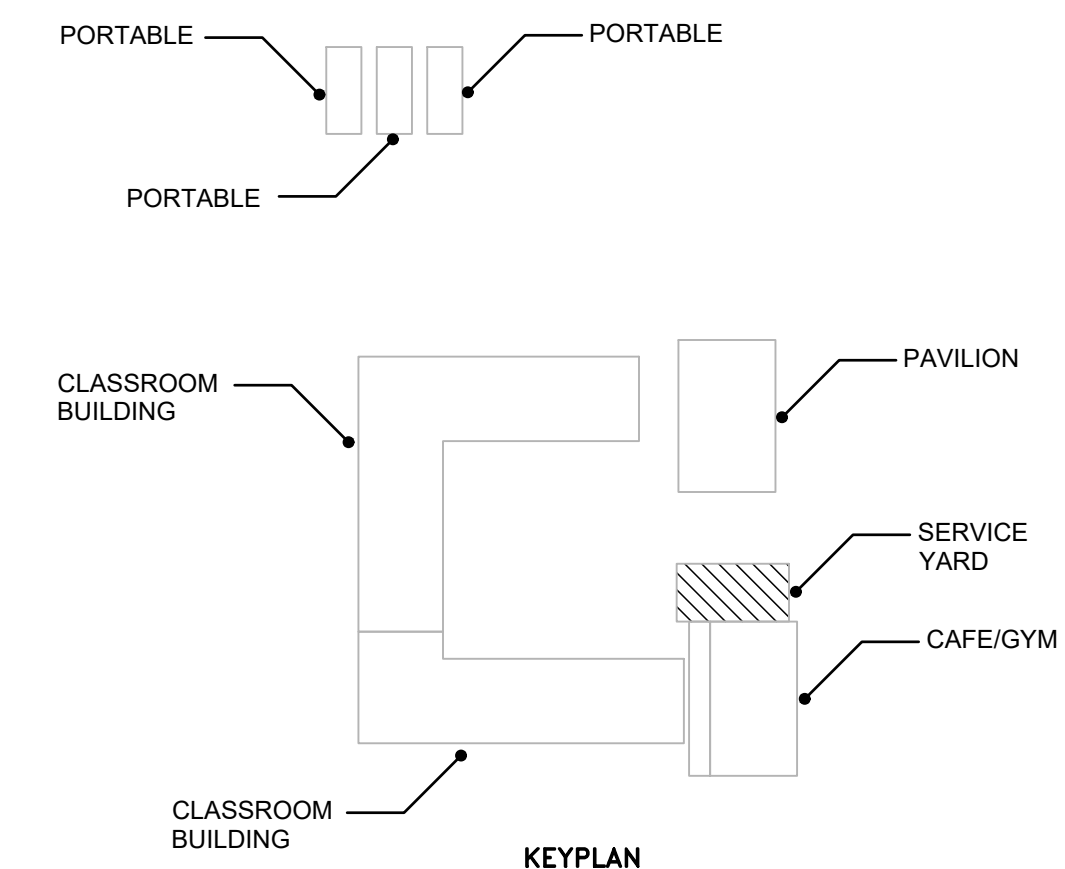 PORTABLE
PORTABLE
PORTABLE
CLASSROOM
BUILDING
PAVILION
SERVICE
YARD
CAFE/GYM
CLASSROOM
BUILDING
KEYPLAN